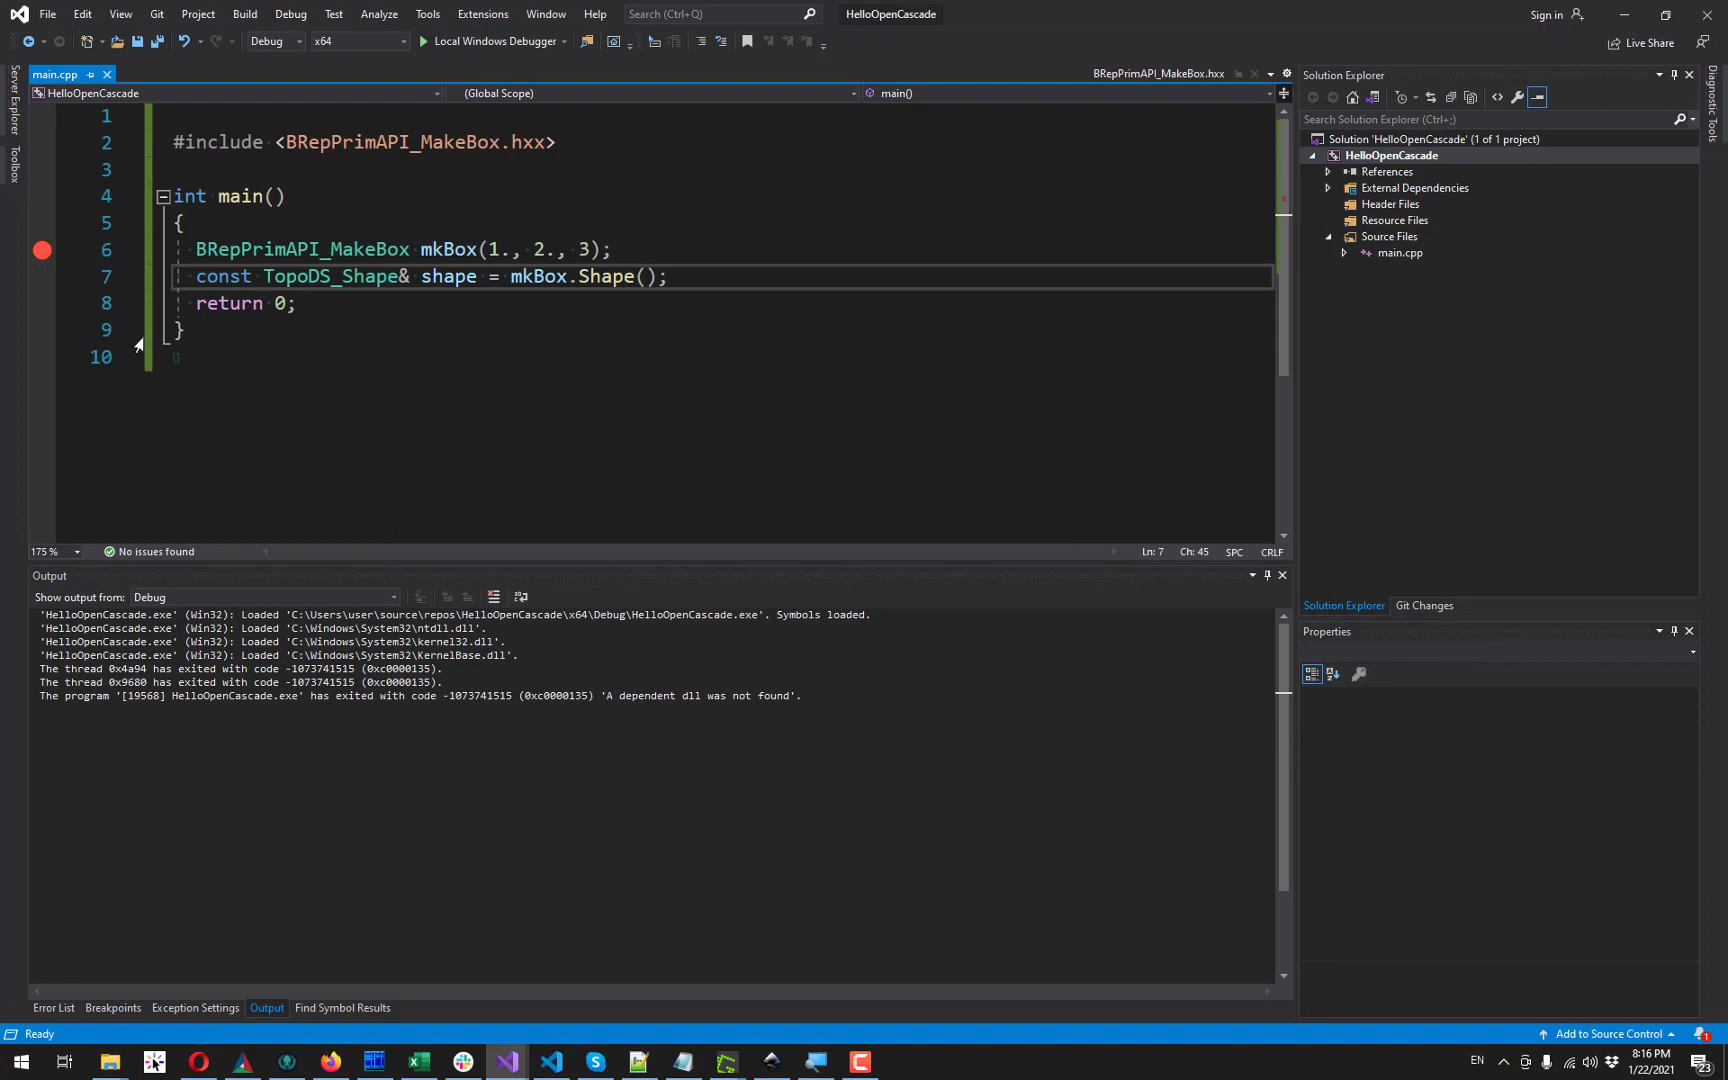 File Edit View Git Project Build Debug Test Analyze Tools Extensions Window Help Search (Ctrl+Q) HelloOpenCascade Sign in
Debug x64 Local Windows Debugger Live Share
main.cpp BRepPrimAPI_MakeBox.hxx
HelloOpenCascade (Global Scope) main()
Server Explorer
Toolbox
Diagnostic Tools
1
2 #include <BRepPrimAPI_MakeBox.hxx>
3
4 int main()
5 {
6 BRepPrimAPI_MakeBox mkBox(1., 2., 3);
7 const TopoDS_Shape& shape = mkBox.Shape();
8 return 0;
9 }
10
175 % No issues found Ln: 7 Ch: 45 SPC CRLF
Output
Show output from: Debug
'HelloOpenCascade.exe' (Win32): Loaded 'C:\Users\user\source\repos\HelloOpenCascade\x64\Debug\HelloOpenCascade.exe'. Symbols loaded.
'HelloOpenCascade.exe' (Win32): Loaded 'C:\Windows\System32\ntdll.dll'.
'HelloOpenCascade.exe' (Win32): Loaded 'C:\Windows\System32\kernel32.dll'.
'HelloOpenCascade.exe' (Win32): Loaded 'C:\Windows\System32\KernelBase.dll'.
The thread 0x4a94 has exited with code -1073741515 (0xc0000135).
The thread 0x9680 has exited with code -1073741515 (0xc0000135).
The program '[19568] HelloOpenCascade.exe' has exited with code -1073741515 (0xc0000135) 'A dependent dll was not found'.
Error List Breakpoints Exception Settings Output Find Symbol Results
Solution Explorer
Search Solution Explorer (Ctrl+;)
Solution 'HelloOpenCascade' (1 of 1 project)
HelloOpenCascade
References
External Dependencies
Header Files
Resource Files
Source Files
main.cpp
Solution Explorer Git Changes
Properties
Ready Add to Source Control 1
EN 8:16 PM
1/22/2021 23